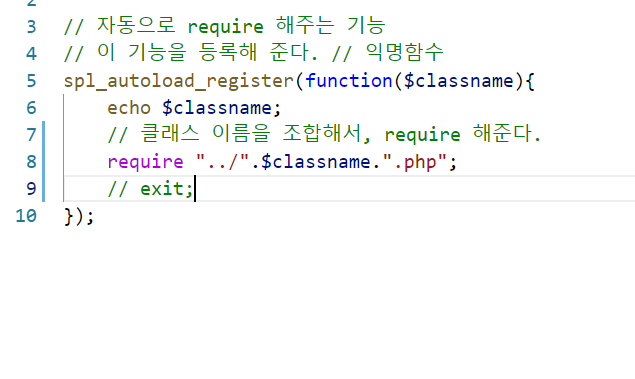 2
3 // 자동으로 require 해주는 기능
4 // 이 기능을 등록해 준다. // 익명함수
5 spl_autoload_register(function($classname){
6 echo $classname;
7 // 클래스 이름을 조합해서, require 해준다.
8 require "../".$classname.".php";
9 // exit;
10 });